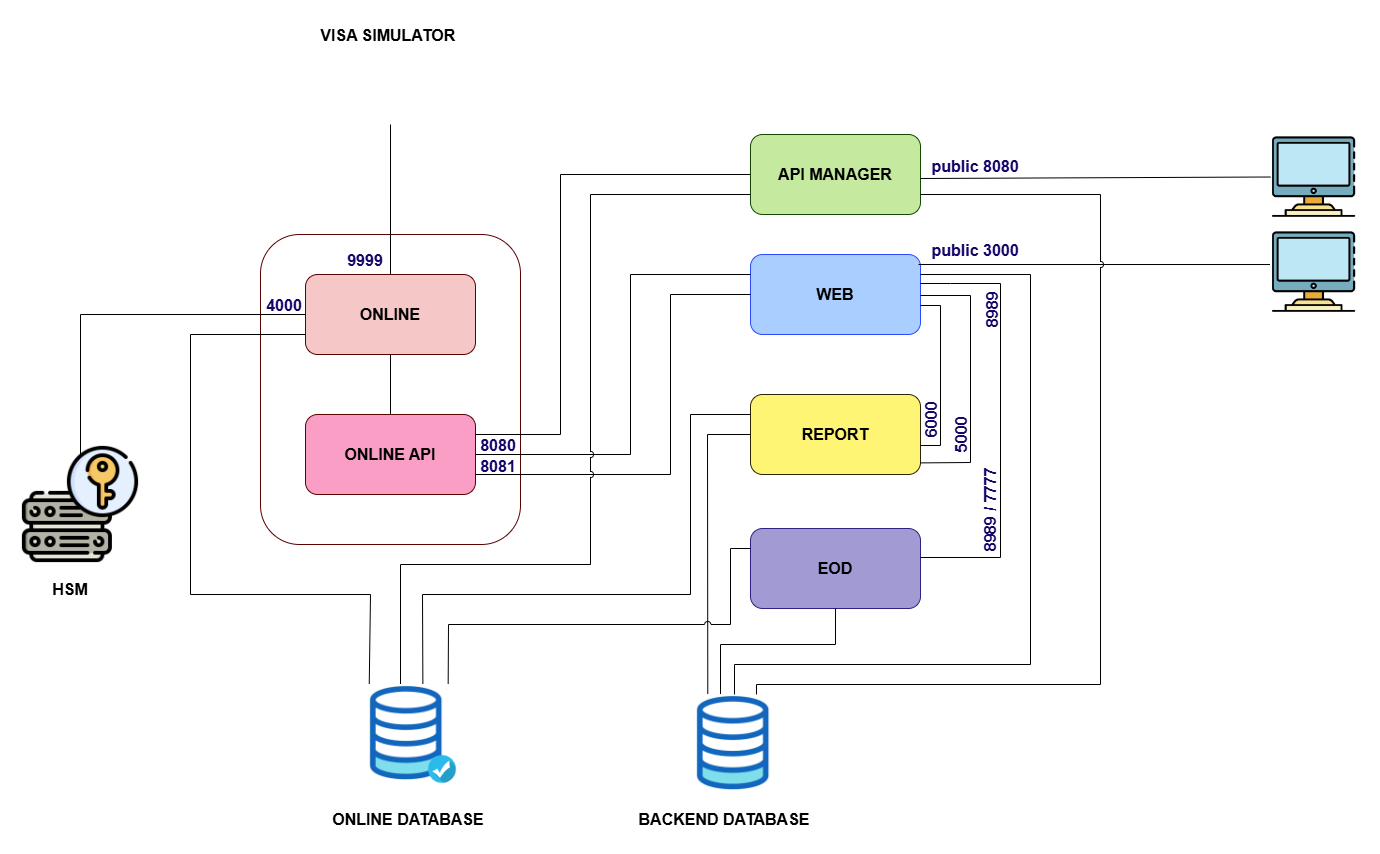 VISA SIMULATOR
API MANAGER
public 8080
public 3000
9999
WEB
4000
ONLINE
8989
6000
5000
REPORT
8080
ONLINE API
8081
8989 / 7777
EOD
HSM
ONLINE DATABASE
BACKEND DATABASE